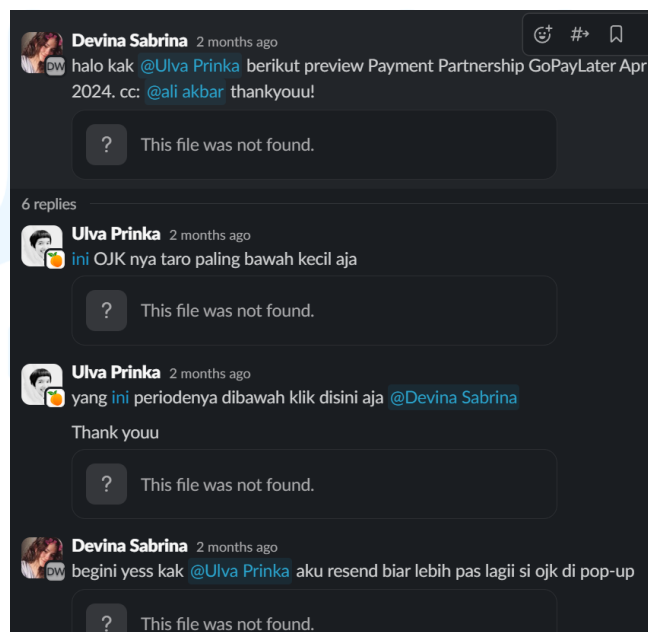 Devina Sabrina 2 months ago
halo kak @Ulva Prinka berikut preview Payment Partnership GoPayLater Apr
2024. cc: @ali akbar thankyouu!
? This file was not found.
6 replies
Ulva Prinka 2 months ago
ini OJK nya taro paling bawah kecil aja
? This file was not found.
Ulva Prinka 2 months ago
yang ini periodenya dibawah klik disini aja @Devina Sabrina
Thank youu
? This file was not found.
Devina Sabrina 2 months ago
DW begini yess kak @Ulva Prinka aku resend biar lebih pas lagii si ojk di pop-up
? This file was not found.